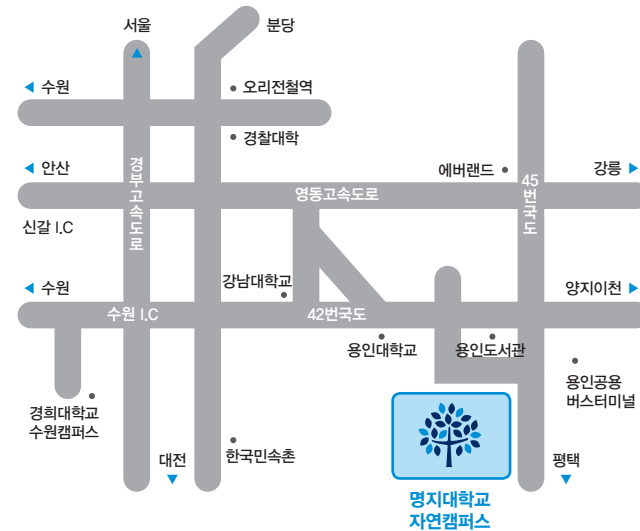 서울
분당
수원
오리전철역
경찰대학
안산
경부고속도로
에버랜드
45번국도
강릉
영동고속도로
신갈 I.C
수원
강남대학교
양지이천
수원 I.C
42번국도
용인대학교
용인도서관
경희대학교
수원캠퍼스
용인공용
버스터미널
대전
한국민속촌
평택
명지대학교
자연캠퍼스